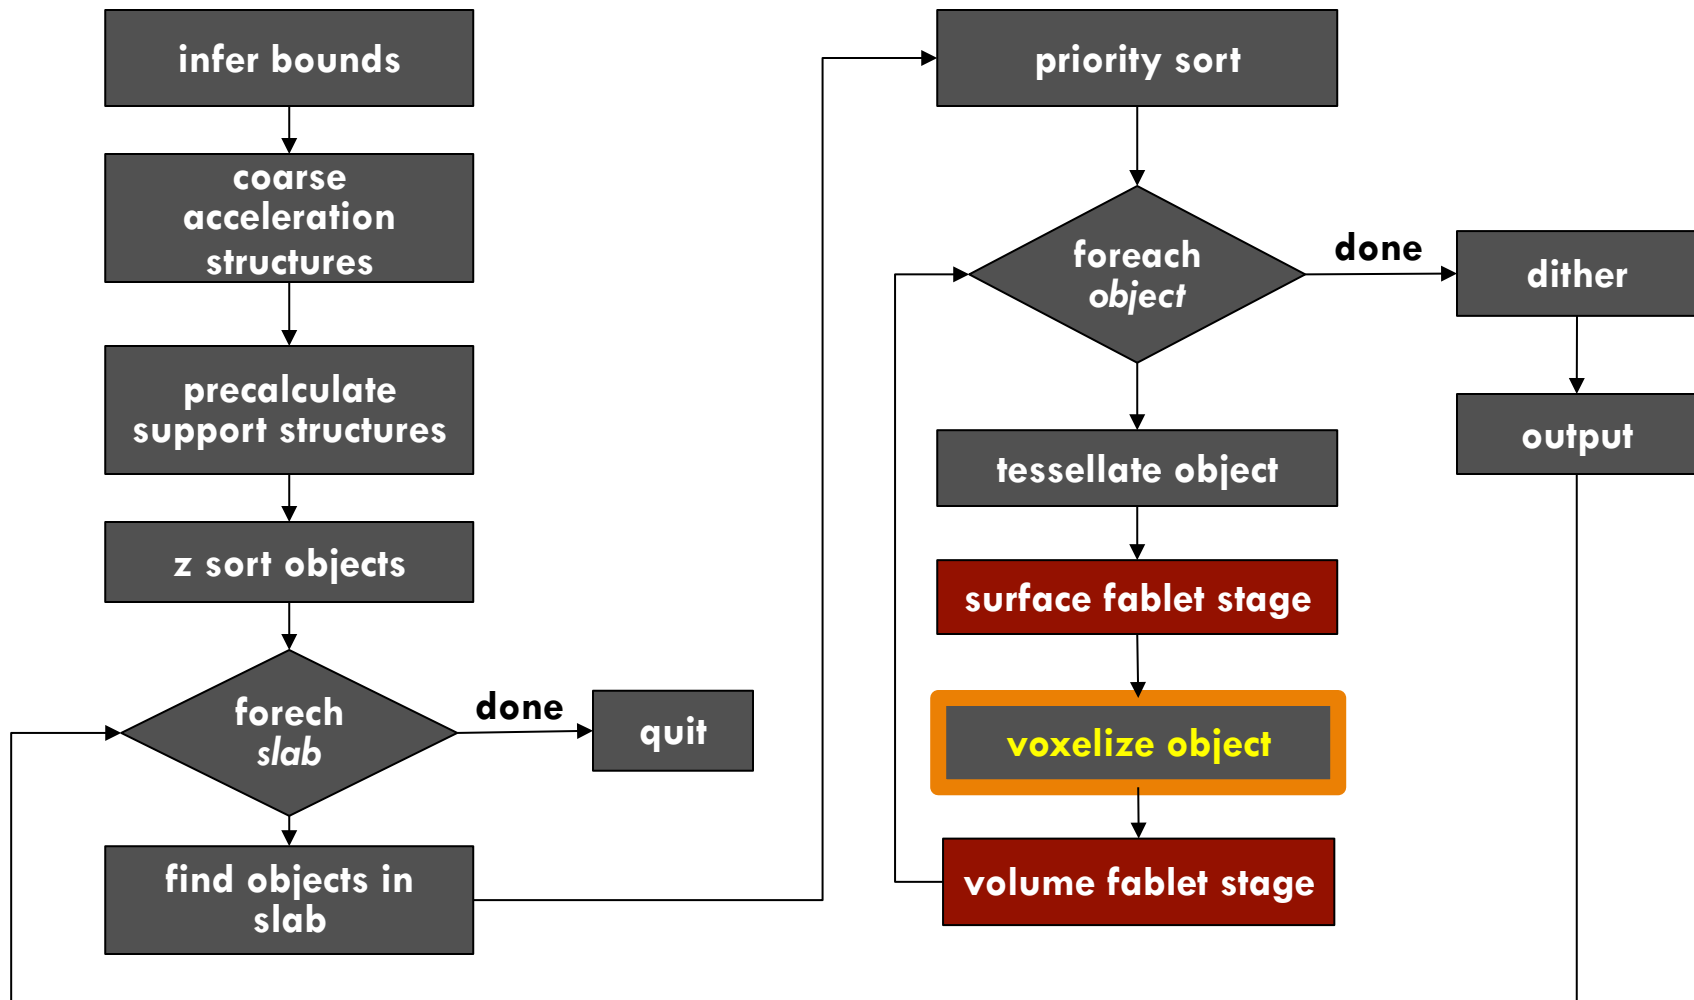 infer bounds
coarse
acceleration
structures
precalculate
support structures
z sort objects
forech
slab
done
quit
find objects in
slab
priority sort
foreach
object
done
dither
output
tessellate object
surface fablet stage
voxelize object
volume fablet stage